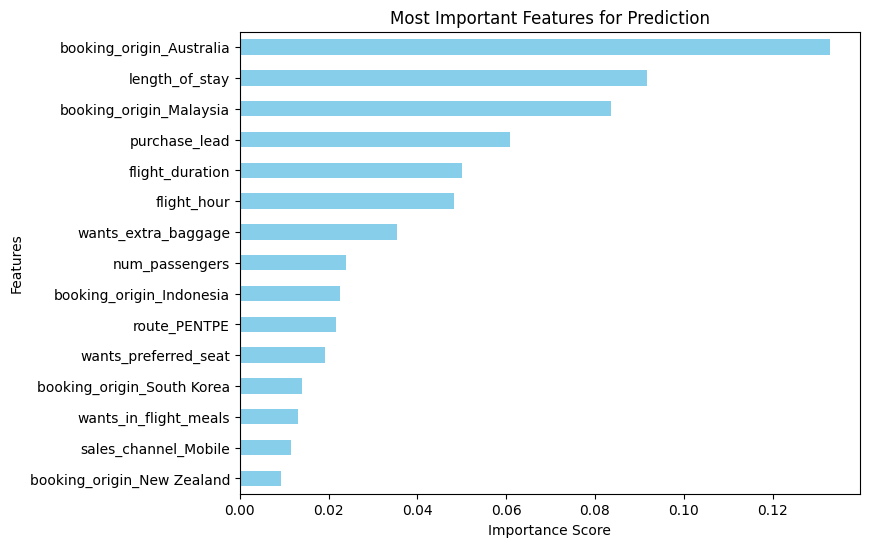 Most Important Features for Prediction
booking_origin_Australia
length_of_stay
booking_origin_Malaysia
purchase_lead
flight_duration
flight_hour
wants_extra_baggage
num_passengers
booking_origin_Indonesia
route_PENTPE
wants_preferred_seat
booking_origin_South Korea
wants_in_flight_meals
sales_channel_Mobile
booking_origin_New Zealand
Features
0.00 0.02 0.04 0.06 0.08 0.10 0.12
Importance Score